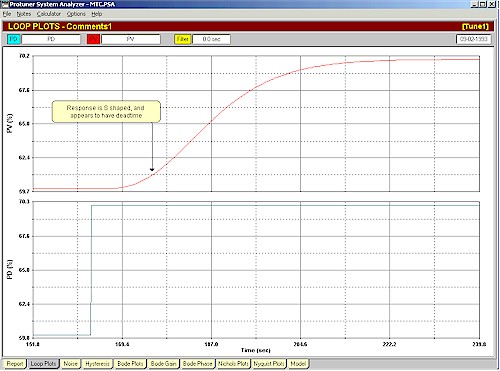 Protuner System Analyzer - MTC.PSA
File Notes Calculator Options Help
LOOP PLOTS - Comments1 [Tune1]
PD PD PV PV Filter 0.0 sec 09-02-1993
70.2
67.6
65.0
62.4
59.7
PV (%)
Response is S shaped, and
appears to have deadtime
70.3
67.6
65.0
62.4
59.8
PD (%)
151.8 169.4 187.0 204.6 222.2 239.8
Time (sec)
Report Loop Plots Noise Hysteresis Bode Plots Bode Gain Bode Phase Nichols Plots Nyquist Plots Model